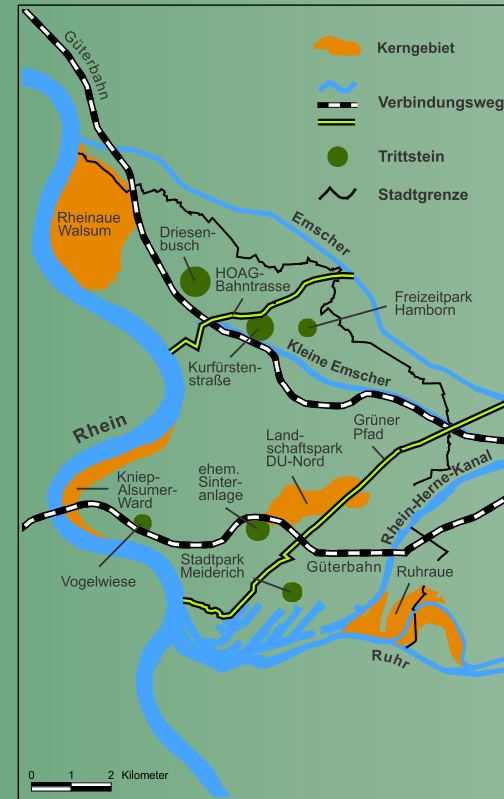 Güterbahn
Kerngebiet
Verbindungsweg
Trittstein
Stadtgrenze
Rheinaue
Walsum
Driesen-
busch
Emscher
HOAG-
Bahntrasse
Freizeitpark
Hamborn
Kurfürsten-
straße
Kleine Emscher
Rhein
Grüner
Pfad
Land-
schaftspark
DU-Nord
Kniep-
Alsumer-
Ward
ehem.
Sinter-
anlage
Rhein-Herne-Kanal
Vogelwiese
Stadtpark
Meiderich
Güterbahn
Ruhraue
Ruhr
0 1 2 Kilometer